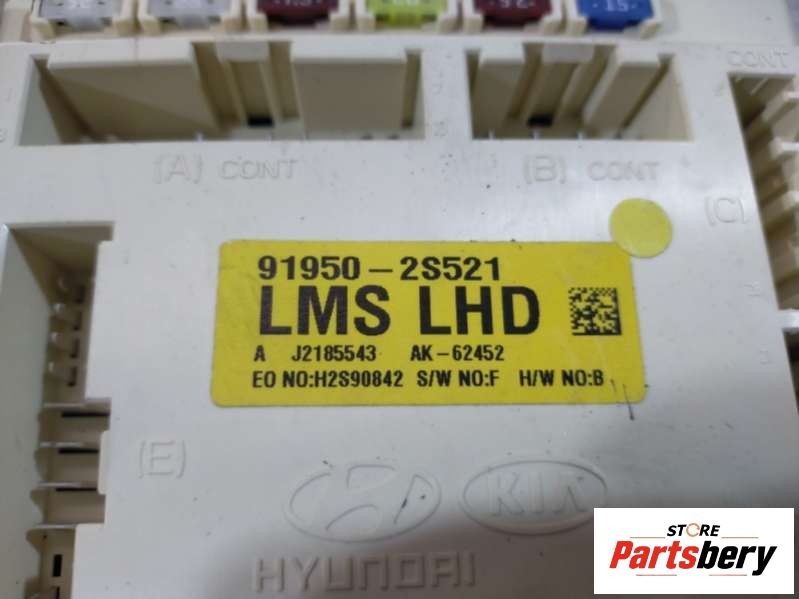 15
CONT
(A) CONT
(B) CONT
(C)
91950-2S521
LMS LHD
A J2185543 AK-62452
EO NO:H2S90842 S/W NO:F H/W NO:B
(E)
KIA
HYUNDAI
STORE
Partsbery